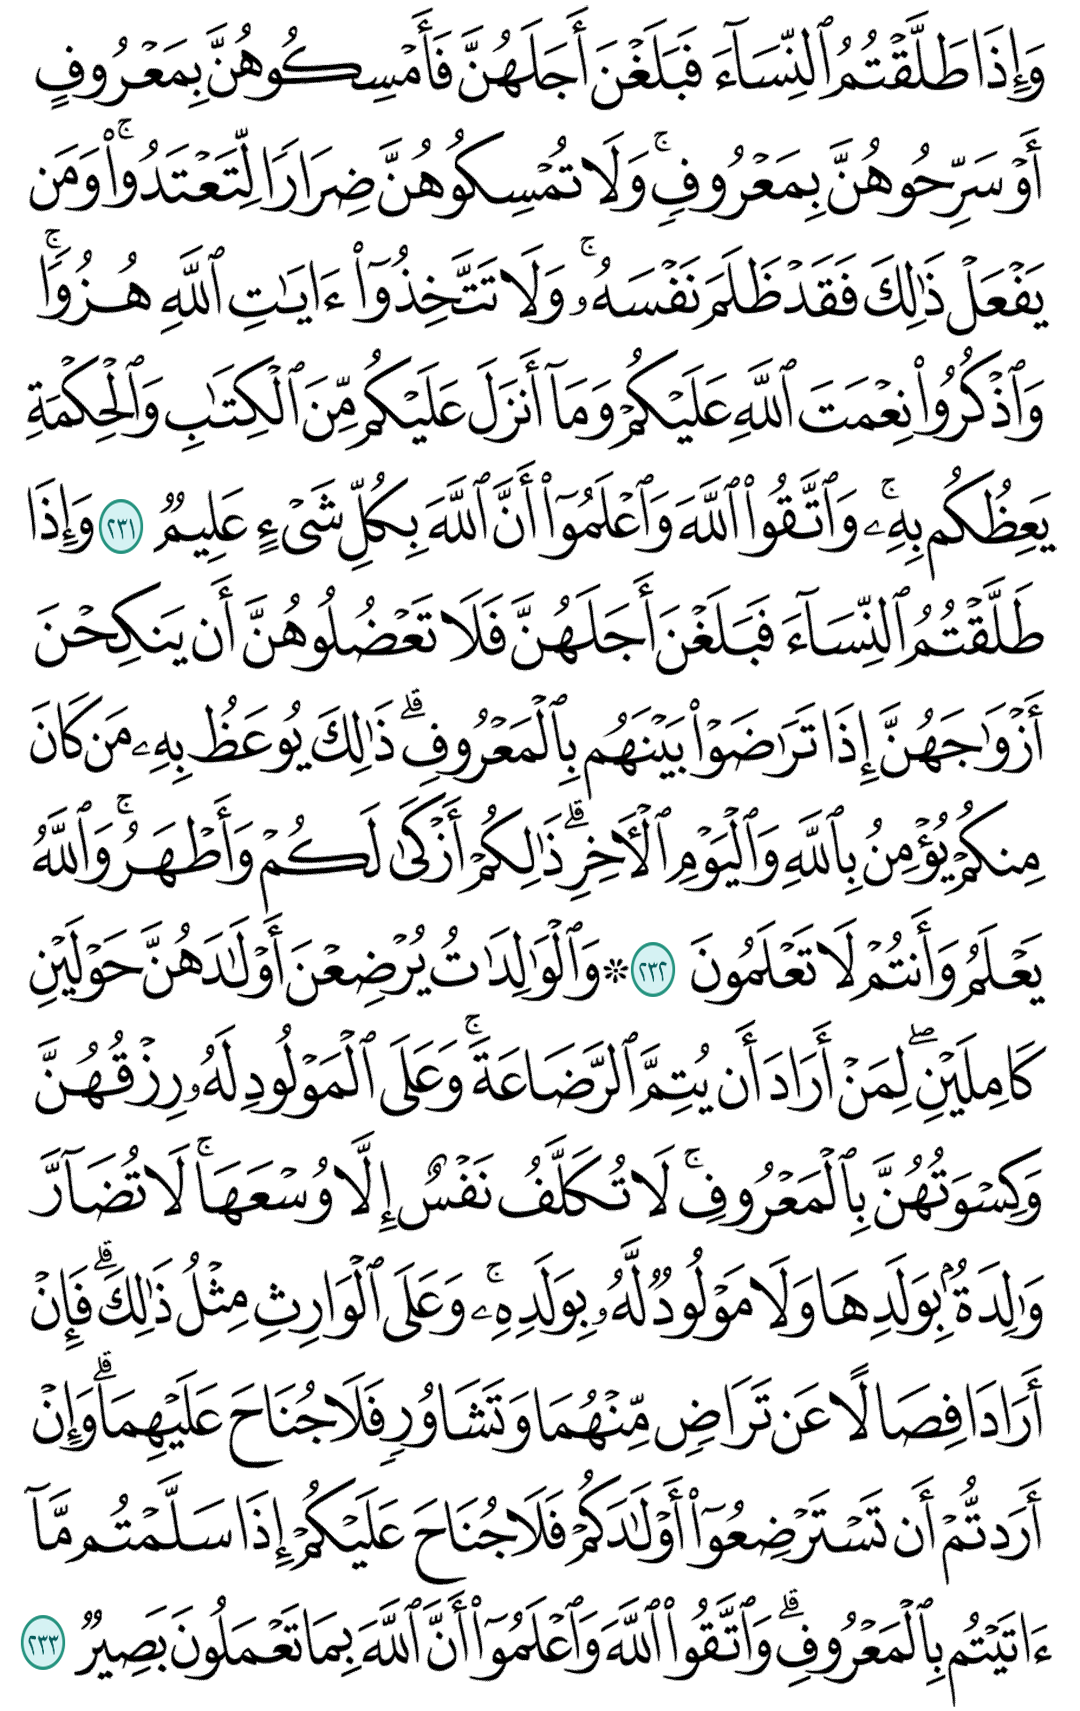 وَإِذَا طَلَّقۡتُمُ ٱلنِّسَآءَ فَبَلَغۡنَ أَجَلَهُنَّ فَأَمۡسِكُوهُنَّ بِمَعۡرُوفٍ
أَوۡ سَرِّحُوهُنَّ بِمَعۡرُوفٖۚ وَلَا تُمۡسِكُوهُنَّ ضِرَارٗا لِّتَعۡتَدُواْۚ وَمَن
يَفۡعَلۡ ذَٰلِكَ فَقَدۡ ظَلَمَ نَفۡسَهُۥۚ وَلَا تَتَّخِذُوٓاْ ءَايَٰتِ ٱللَّهِ هُزُوٗاۚ
وَٱذۡكُرُواْ نِعۡمَتَ ٱللَّهِ عَلَيۡكُمۡ وَمَآ أَنزَلَ عَلَيۡكُم مِّنَ ٱلۡكِتَٰبِ وَٱلۡحِكۡمَةِ
يَعِظُكُم بِهِۦۚ وَٱتَّقُواْ ٱللَّهَ وَٱعۡلَمُوٓاْ أَنَّ ٱللَّهَ بِكُلِّ شَيۡءٍ عَلِيمٞ ٢٣١ وَإِذَا
طَلَّقۡتُمُ ٱلنِّسَآءَ فَبَلَغۡنَ أَجَلَهُنَّ فَلَا تَعۡضُلُوهُنَّ أَن يَنكِحۡنَ
أَزۡوَٰجَهُنَّ إِذَا تَرَٰضَوۡاْ بَيۡنَهُم بِٱلۡمَعۡرُوفِۗ ذَٰلِكَ يُوعَظُ بِهِۦ مَن كَانَ
مِنكُمۡ يُؤۡمِنُ بِٱللَّهِ وَٱلۡيَوۡمِ ٱلۡأٓخِرِۗ ذَٰلِكُمۡ أَزۡكَىٰ لَكُمۡ وَأَطۡهَرُۚ وَٱللَّهُ
يَعۡلَمُ وَأَنتُمۡ لَا تَعۡلَمُونَ ٢٣٢ ۞ وَٱلۡوَٰلِدَٰتُ يُرۡضِعۡنَ أَوۡلَٰدَهُنَّ حَوۡلَيۡنِ
كَامِلَيۡنِۖ لِمَنۡ أَرَادَ أَن يُتِمَّ ٱلرَّضَاعَةَۚ وَعَلَى ٱلۡمَوۡلُودِ لَهُۥ رِزۡقُهُنَّ
وَكِسۡوَتُهُنَّ بِٱلۡمَعۡرُوفِۚ لَا تُكَلَّفُ نَفۡسٌ إِلَّا وُسۡعَهَاۚ لَا تُضَآرَّ
وَٰلِدَةُۢ بِوَلَدِهَا وَلَا مَوۡلُودٞ لَّهُۥ بِوَلَدِهِۦۚ وَعَلَى ٱلۡوَارِثِ مِثۡلُ ذَٰلِكَۗ فَإِنۡ
أَرَادَا فِصَالًا عَن تَرَاضٖ مِّنۡهُمَا وَتَشَاوُرٖ فَلَا جُنَاحَ عَلَيۡهِمَاۗ وَإِنۡ
أَرَدتُّمۡ أَن تَسۡتَرۡضِعُوٓاْ أَوۡلَٰدَكُمۡ فَلَا جُنَاحَ عَلَيۡكُمۡ إِذَا سَلَّمۡتُم مَّآ
ءَاتَيۡتُم بِٱلۡمَعۡرُوفِۗ وَٱتَّقُواْ ٱللَّهَ وَٱعۡلَمُوٓاْ أَنَّ ٱللَّهَ بِمَا تَعۡمَلُونَ بَصِيرٞ ٢٣٣